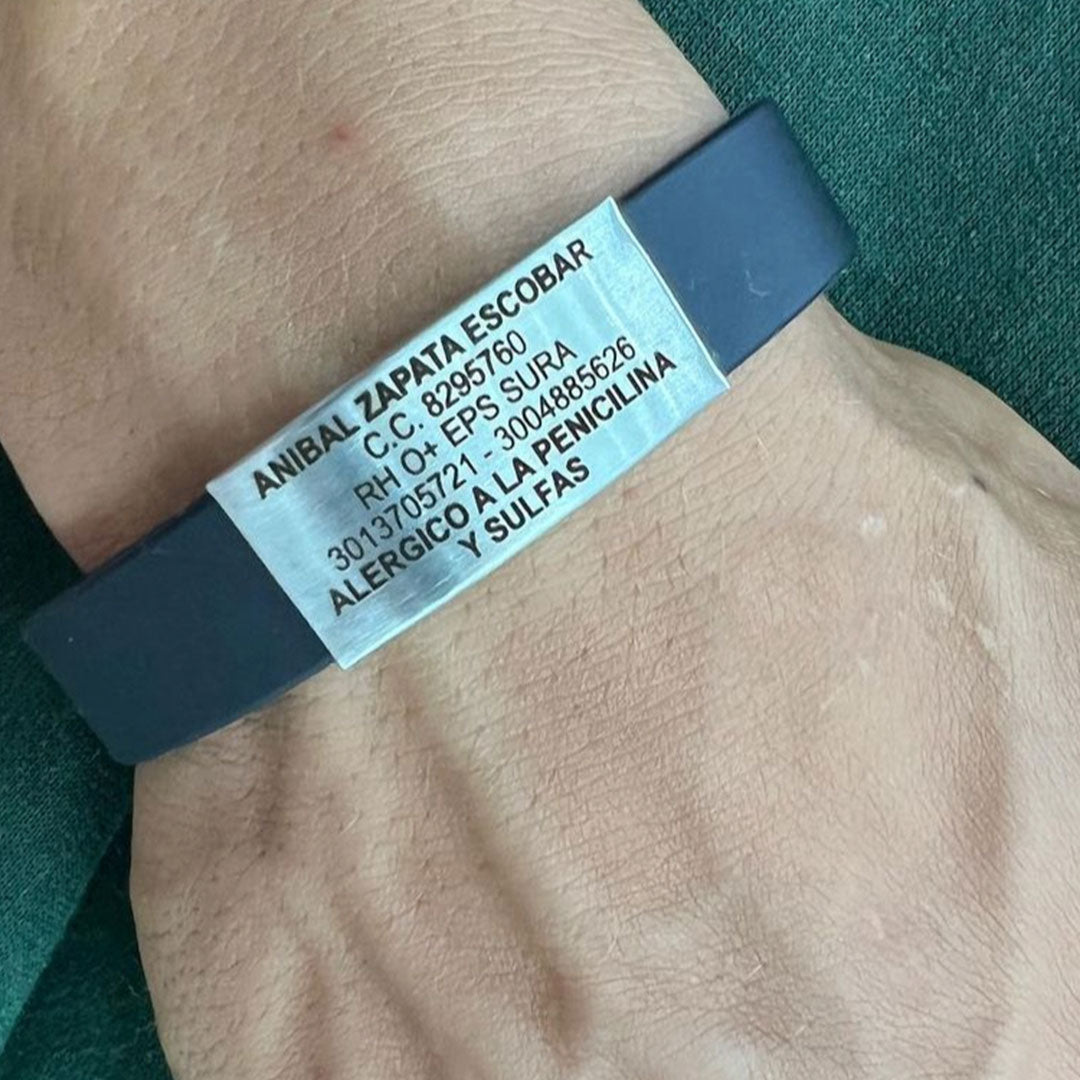 ANIBAL ZAPATA ESCOBAR
C.C. 8295760
RH O+ EPS SURA
3013705721 - 3004885626
ALERGICO A LA PENICILINA
Y SULFAS